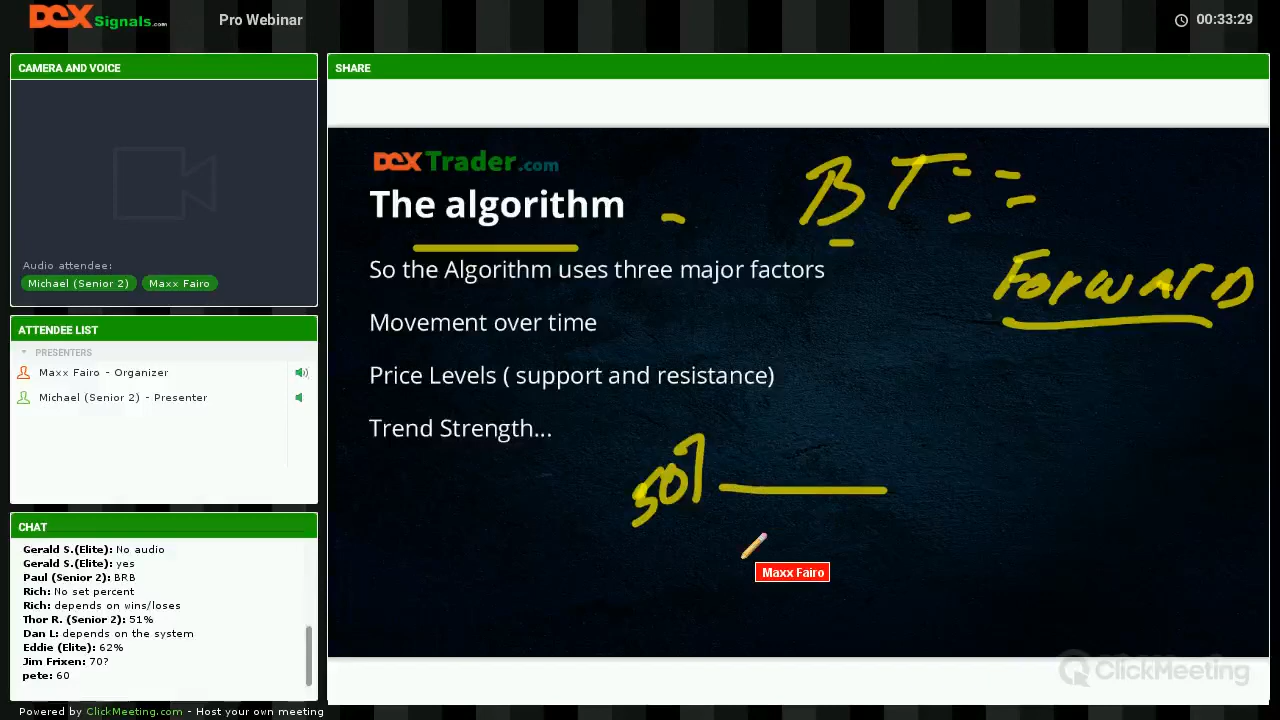 DEX Signals.com
Pro Webinar
00:33:29
CAMERA AND VOICE
Audio attendee:
Michael (Senior 2) Maxx Fairo
ATTENDEE LIST
PRESENTERS
Maxx Fairo - Organizer
Michael (Senior 2) - Presenter
CHAT
Gerald S.(Elite): No audio
Gerald S.(Elite): yes
Paul (Senior 2): BRB
Rich: No set percent
Rich: depends on wins/loses
Thor R. (Senior 2): 51%
Dan L: depends on the system
Eddie (Elite): 62%
Jim Frixen: 70?
pete: 60
Powered by ClickMeeting.com - Host your own meeting
SHARE
DEX Trader.com
The algorithm
BT
FORWARD
So the Algorithm uses three major factors
Movement over time
Price Levels ( support and resistance)
Trend Strength...
Maxx Fairo
ClickMeeting